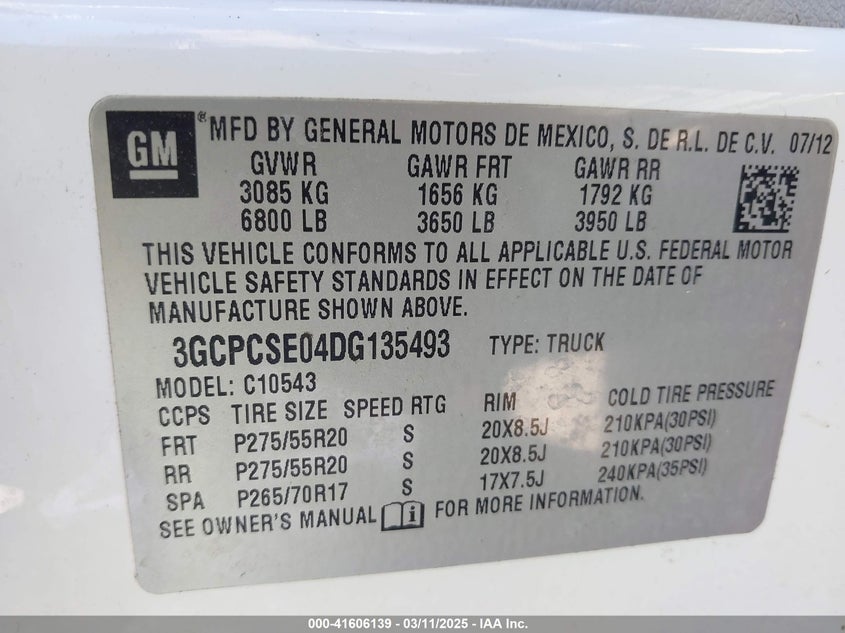 GM
® MFD BY GENERAL MOTORS DE MEXICO, S. DE R.L. DE C.V. 07/12
GVWR GAWR FRT GAWR RR
3085 KG 1656 KG 1792 KG
6800 LB 3650 LB 3950 LB
THIS VEHICLE CONFORMS TO ALL APPLICABLE U.S. FEDERAL MOTOR
VEHICLE SAFETY STANDARDS IN EFFECT ON THE DATE OF
MANUFACTURE SHOWN ABOVE.
3GCPCSE04DG135493 TYPE: TRUCK
MODEL: C10543
CCPS TIRE SIZE SPEED RTG RIM COLD TIRE PRESSURE
FRT P275/55R20 S 20X8.5J 210KPA(30PSI)
RR P275/55R20 S 20X8.5J 210KPA(30PSI)
SPA P265/70R17 S 17X7.5J 240KPA(35PSI)
SEE OWNER'S MANUAL i FOR MORE INFORMATION.
000-41606139 - 03/11/2025 - IAA Inc.